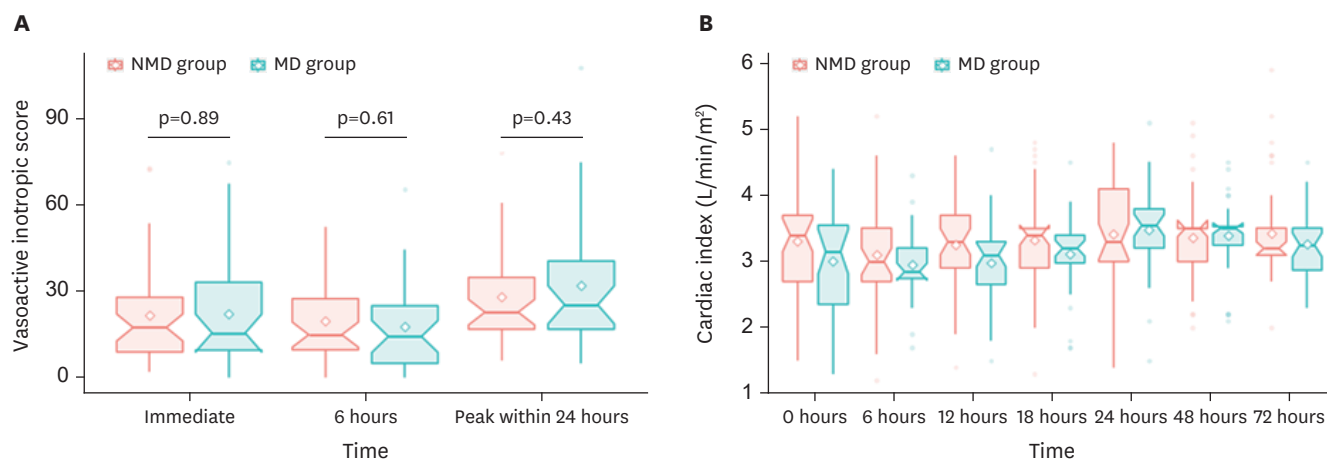 A
NMD group
MD group
Vasoactive inotropic score
90
60
30
0
p=0.89
p=0.61
p=0.43
Immediate
6 hours
Peak within 24 hours
Time
B
NMD group
MD group
Cardiac index (L/min/m²)
6
5
4
3
2
1
0 hours
6 hours
12 hours
18 hours
24 hours
48 hours
72 hours
Time